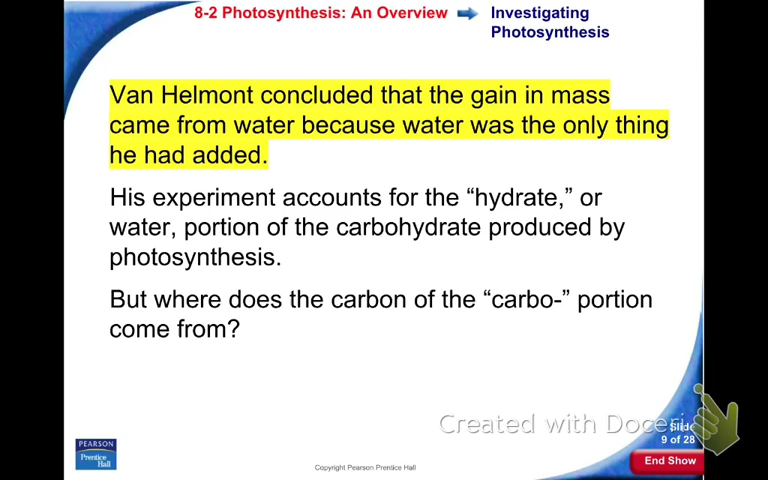 8-2 Photosynthesis: An Overview
Investigating
Photosynthesis
Van Helmont concluded that the gain in mass
came from water because water was the only thing
he had added.
His experiment accounts for the “hydrate,” or
water, portion of the carbohydrate produced by
photosynthesis.
But where does the carbon of the “carbo-” portion
come from?
Created with Doceri
Slide
9 of 28
End Show
PEARSON
Prentice
Hall
Copyright Pearson Prentice Hall